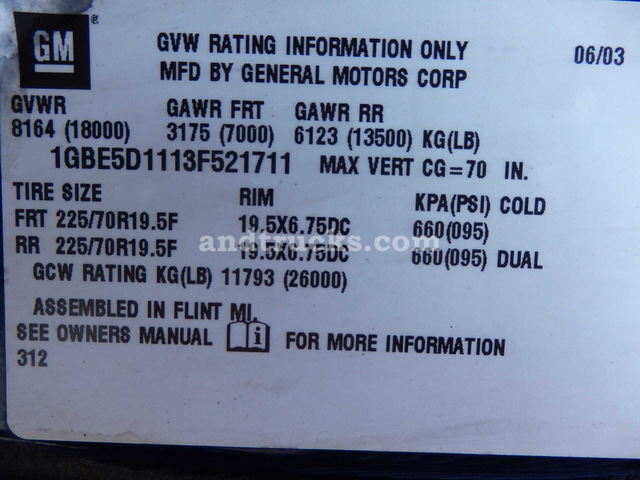 GM ®
GVW RATING INFORMATION ONLY 06/03
MFD BY GENERAL MOTORS CORP
GVWR GAWR FRT GAWR RR
8164 (18000) 3175 (7000) 6123 (13500) KG(LB)
1GBE5D1113F521711 MAX VERT CG=70 IN.
TIRE SIZE RIM KPA(PSI) COLD
FRT 225/70R19.5F 19.5X6.75DC 660(095)
andtrucks.com
RR 225/70R19.5F 19.5X6.75DC 660(095) DUAL
GCW RATING KG(LB) 11793 (26000)
ASSEMBLED IN FLINT MI.
SEE OWNERS MANUAL i FOR MORE INFORMATION
312